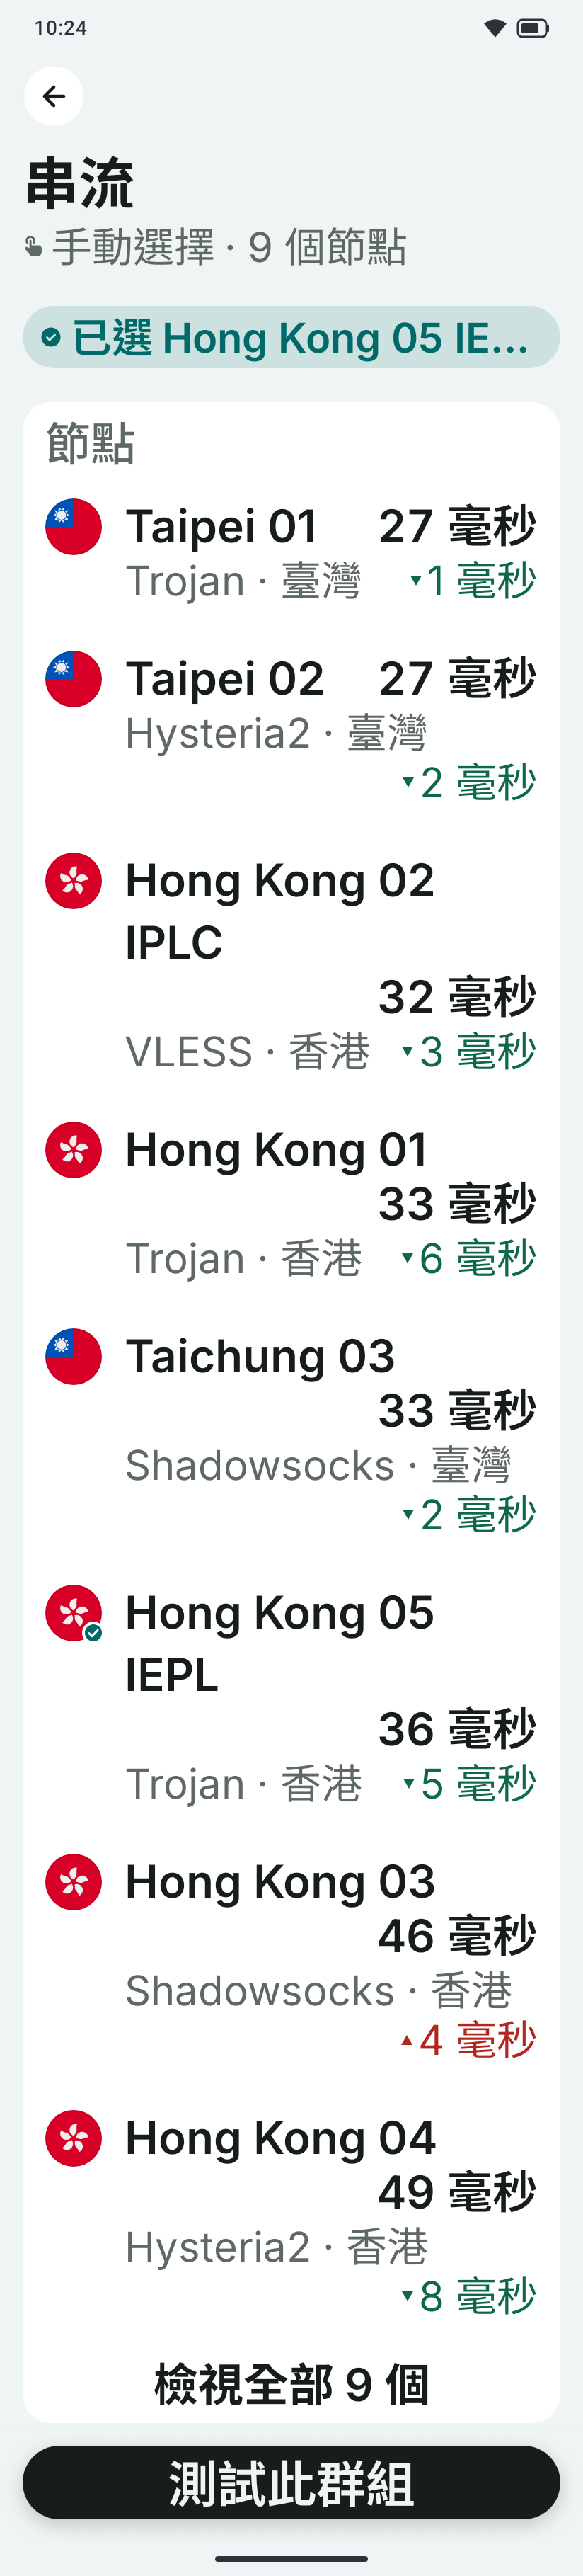 10:24
串流
手動選擇 · 9 個節點
已選 Hong Kong 05 IE...
節點
Taipei 01 27 毫秒
Trojan · 臺灣 ▾1 毫秒
Taipei 02 27 毫秒
Hysteria2 · 臺灣
▾2 毫秒
Hong Kong 02
IPLC
32 毫秒
VLESS · 香港 ▾3 毫秒
Hong Kong 01
33 毫秒
Trojan · 香港 ▾6 毫秒
Taichung 03
33 毫秒
Shadowsocks · 臺灣
▾2 毫秒
Hong Kong 05
IEPL
36 毫秒
Trojan · 香港 ▾5 毫秒
Hong Kong 03
46 毫秒
Shadowsocks · 香港
▴4 毫秒
Hong Kong 04
49 毫秒
Hysteria2 · 香港
▾8 毫秒
檢視全部 9 個
測試此群組